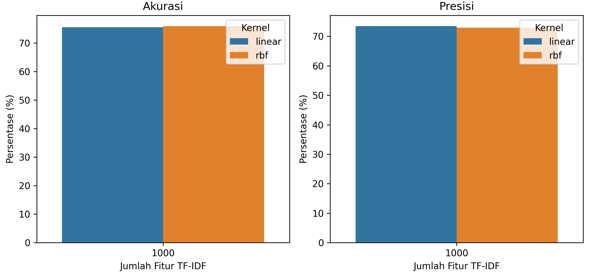 Akurasi
Persentase (%)
70
60
50
40
30
20
10
0
Kernel
linear
rbf
1000
Jumlah Fitur TF-IDF
Presisi
Persentase (%)
70
60
50
40
30
20
10
0
Kernel
linear
rbf
1000
Jumlah Fitur TF-IDF